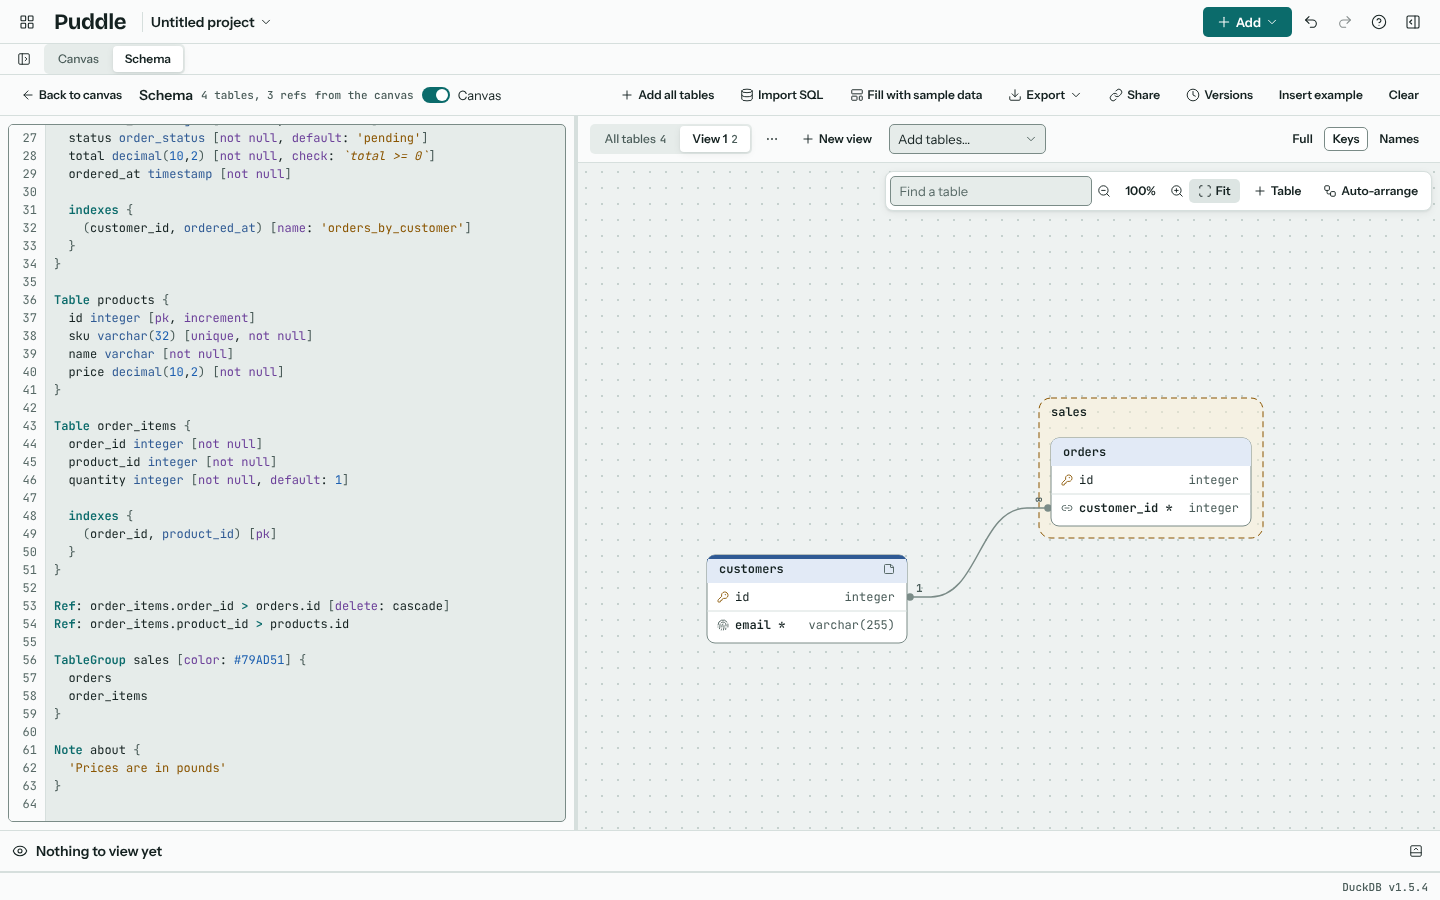 Puddle
Untitled project
Add
Canvas
Schema
Back to canvas
Schema
4 tables, 3 refs from the canvas
Canvas
Add all tables
Import SQL
Fill with sample data
Export
Share
Versions
Insert example
Clear
27 status order_status [not null, default: 'pending']
28 total decimal(10,2) [not null, check: `total >= 0`]
29 ordered_at timestamp [not null]
30
31 indexes {
32 (customer_id, ordered_at) [name: 'orders_by_customer']
33 }
34 }
35
36 Table products {
37 id integer [pk, increment]
38 sku varchar(32) [unique, not null]
39 name varchar [not null]
40 price decimal(10,2) [not null]
41 }
42
43 Table order_items {
44 order_id integer [not null]
45 product_id integer [not null]
46 quantity integer [not null, default: 1]
47
48 indexes {
49 (order_id, product_id) [pk]
50 }
51 }
52
53 Ref: order_items.order_id > orders.id [delete: cascade]
54 Ref: order_items.product_id > products.id
55
56 TableGroup sales [color: #79AD51] {
57 orders
58 order_items
59 }
60
61 Note about {
62 'Prices are in pounds'
63 }
64
All tables 4
View 1 2
···
New view
Add tables...
Full
Keys
Names
Find a table
100%
Fit
Table
Auto-arrange
sales
orders
id integer
customer_id * integer
∞
1
customers
id integer
email * varchar(255)
Nothing to view yet
DuckDB v1.5.4